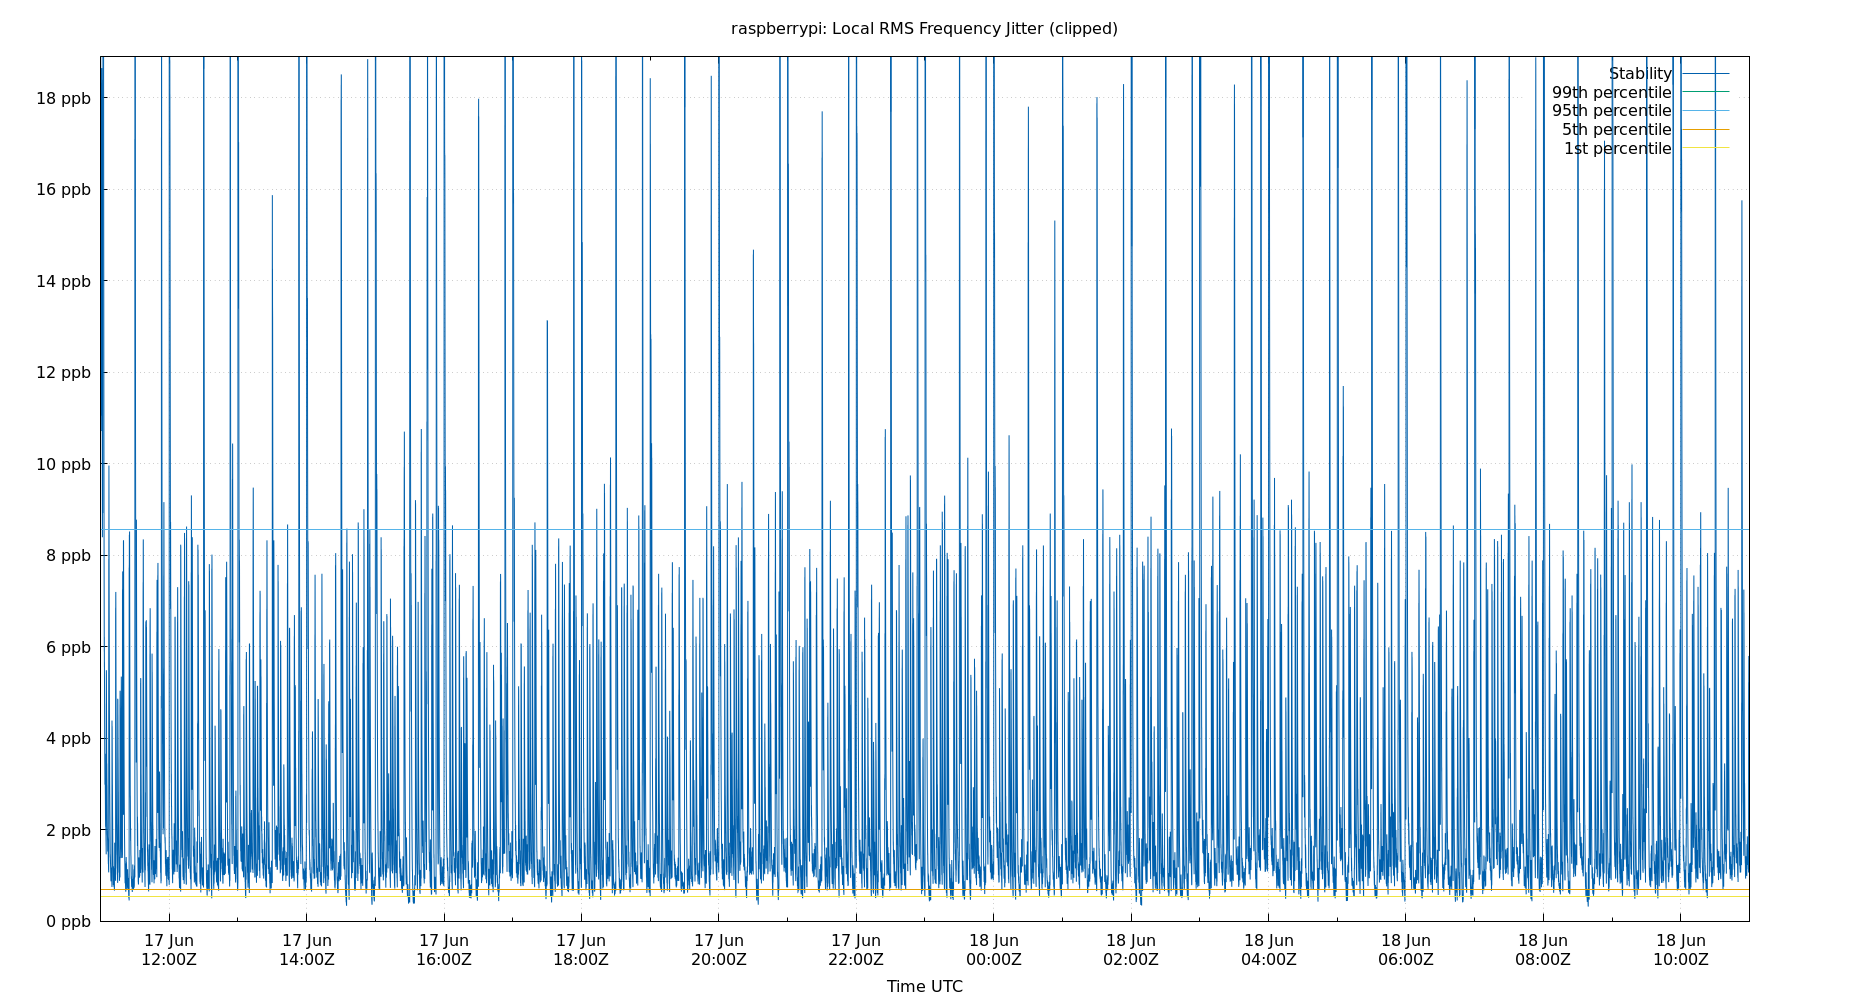 raspberrypi: Local RMS Frequency Jitter (clipped)
Stability
99th percentile
95th percentile
5th percentile
1st percentile
18 ppb
16 ppb
14 ppb
12 ppb
10 ppb
8 ppb
6 ppb
4 ppb
2 ppb
0 ppb
17 Jun 17 Jun 17 Jun 17 Jun 17 Jun 17 Jun 18 Jun 18 Jun 18 Jun 18 Jun 18 Jun 18 Jun
12:00Z 14:00Z 16:00Z 18:00Z 20:00Z 22:00Z 00:00Z 02:00Z 04:00Z 06:00Z 08:00Z 10:00Z
Time UTC